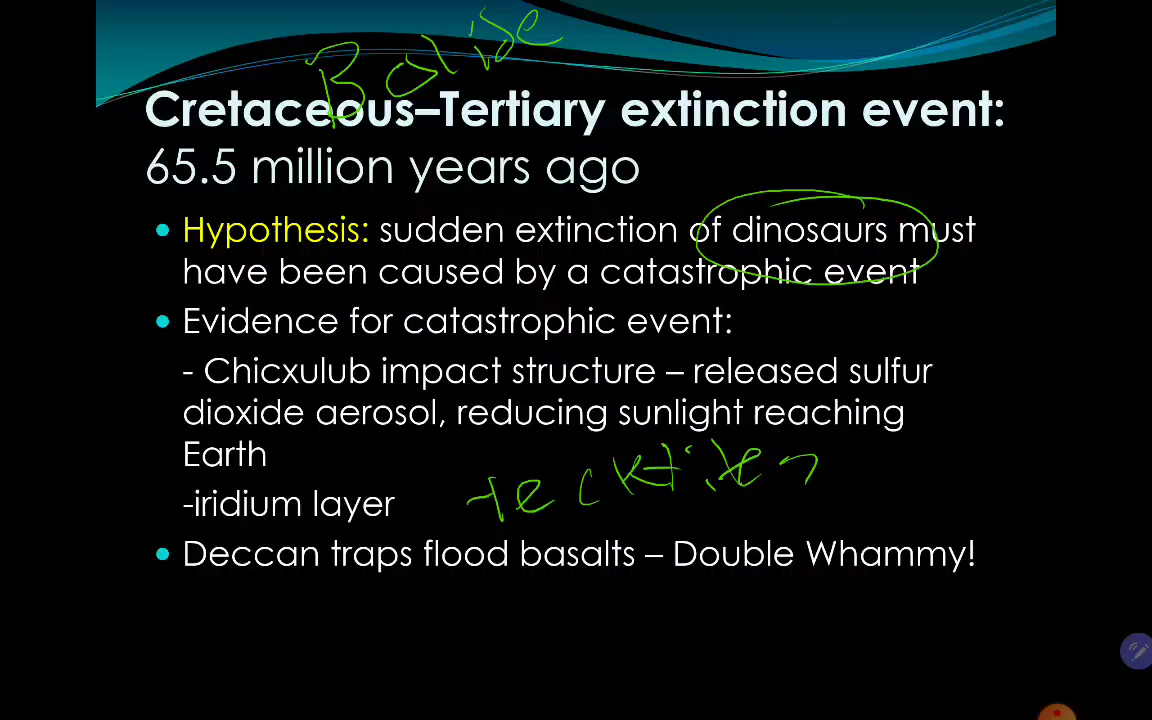 Bolide
Cretaceous–Tertiary extinction event:
65.5 million years ago
Hypothesis: sudden extinction of dinosaurs must
have been caused by a catastrophic event
Evidence for catastrophic event:
- Chicxulub impact structure – released sulfur
dioxide aerosol, reducing sunlight reaching
Earth
-iridium layer
tecktites
Deccan traps flood basalts – Double Whammy!